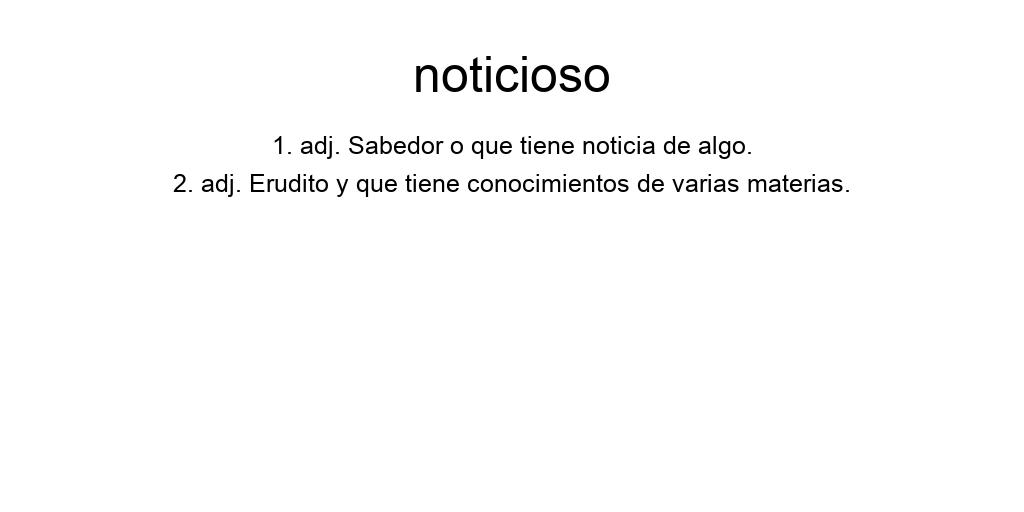 noticioso
1. adj. Sabedor o que tiene noticia de algo.
2. adj. Erudito y que tiene conocimientos de varias materias.